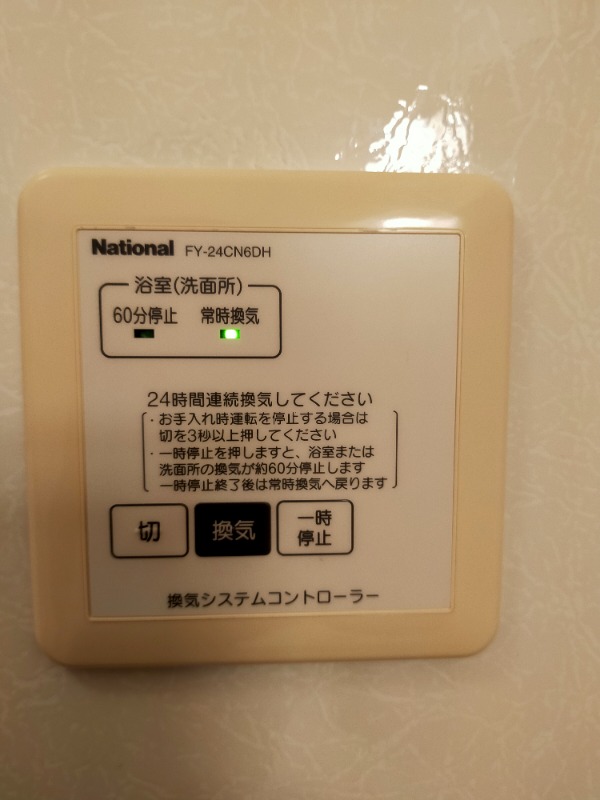 National FY-24CN6DH
浴室(洗面所)
60分停止 常時換気
24時間連続換気してください
・お手入れ時運転を停止する場合は
切を3秒以上押してください
・一時停止を押しますと、浴室または
洗面所の換気が約60分停止します
一時停止終了後は常時換気へ戻ります
切 換気 一時
停止
換気システムコントローラー